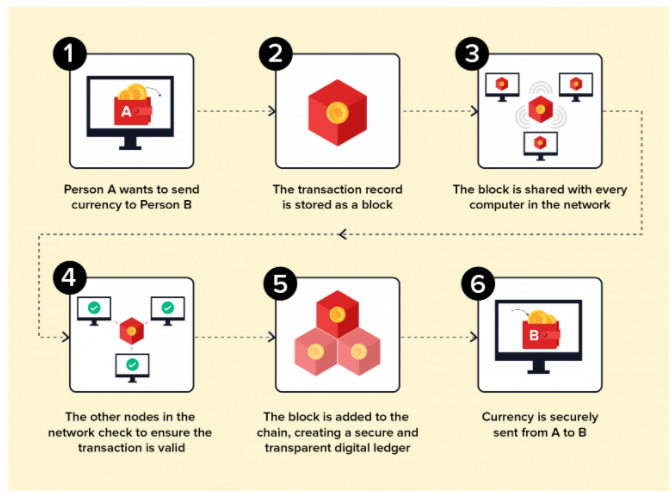 1
2
3
A
Person A wants to send
currency to Person B
The transaction record
is stored as a block
The block is shared with every
computer in the network
4
5
6
B
The other nodes in the
network check to ensure the
transaction is valid
The block is added to the
chain, creating a secure and
transparent digital ledger
Currency is securely
sent from A to B